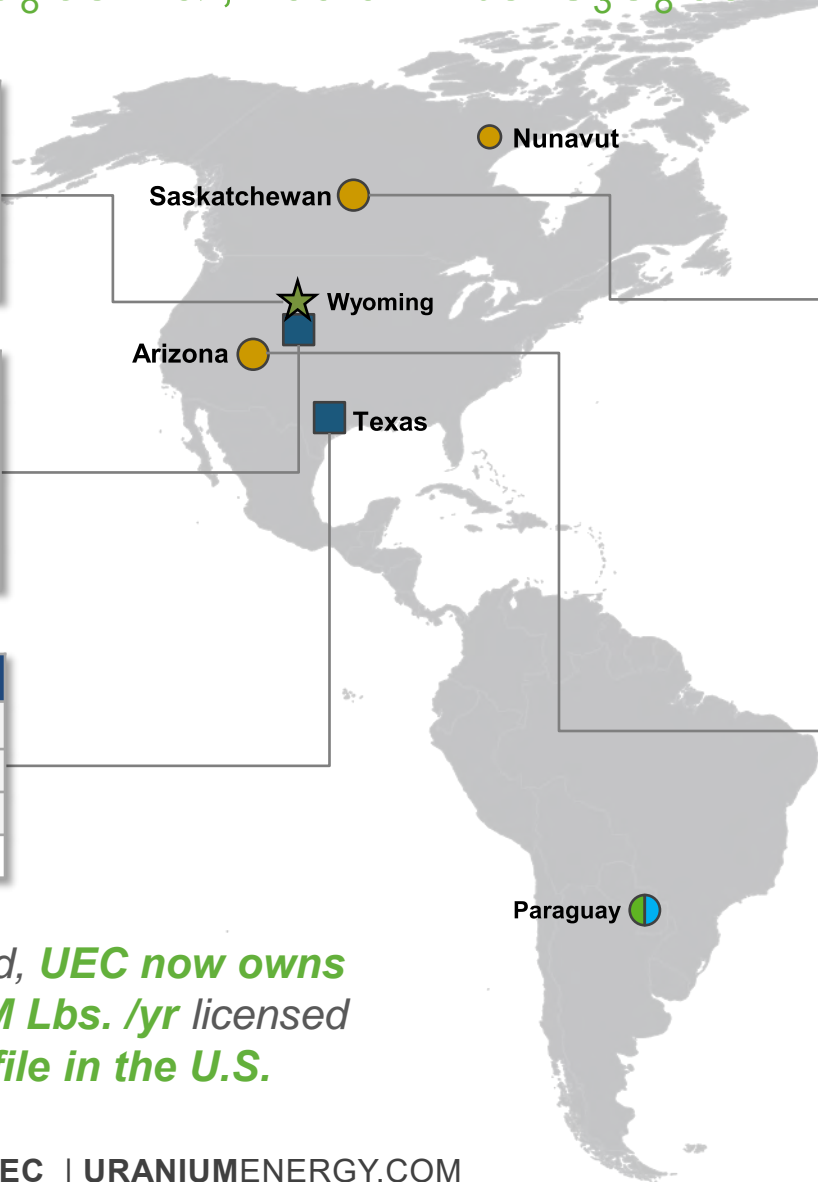 Nunavut
Saskatchewan
Wyoming
Arizona
Texas
Paraguay
d, UEC now owns
M Lbs. /yr licensed
file in the U.S.
EC | URANIUMENERGY.COM